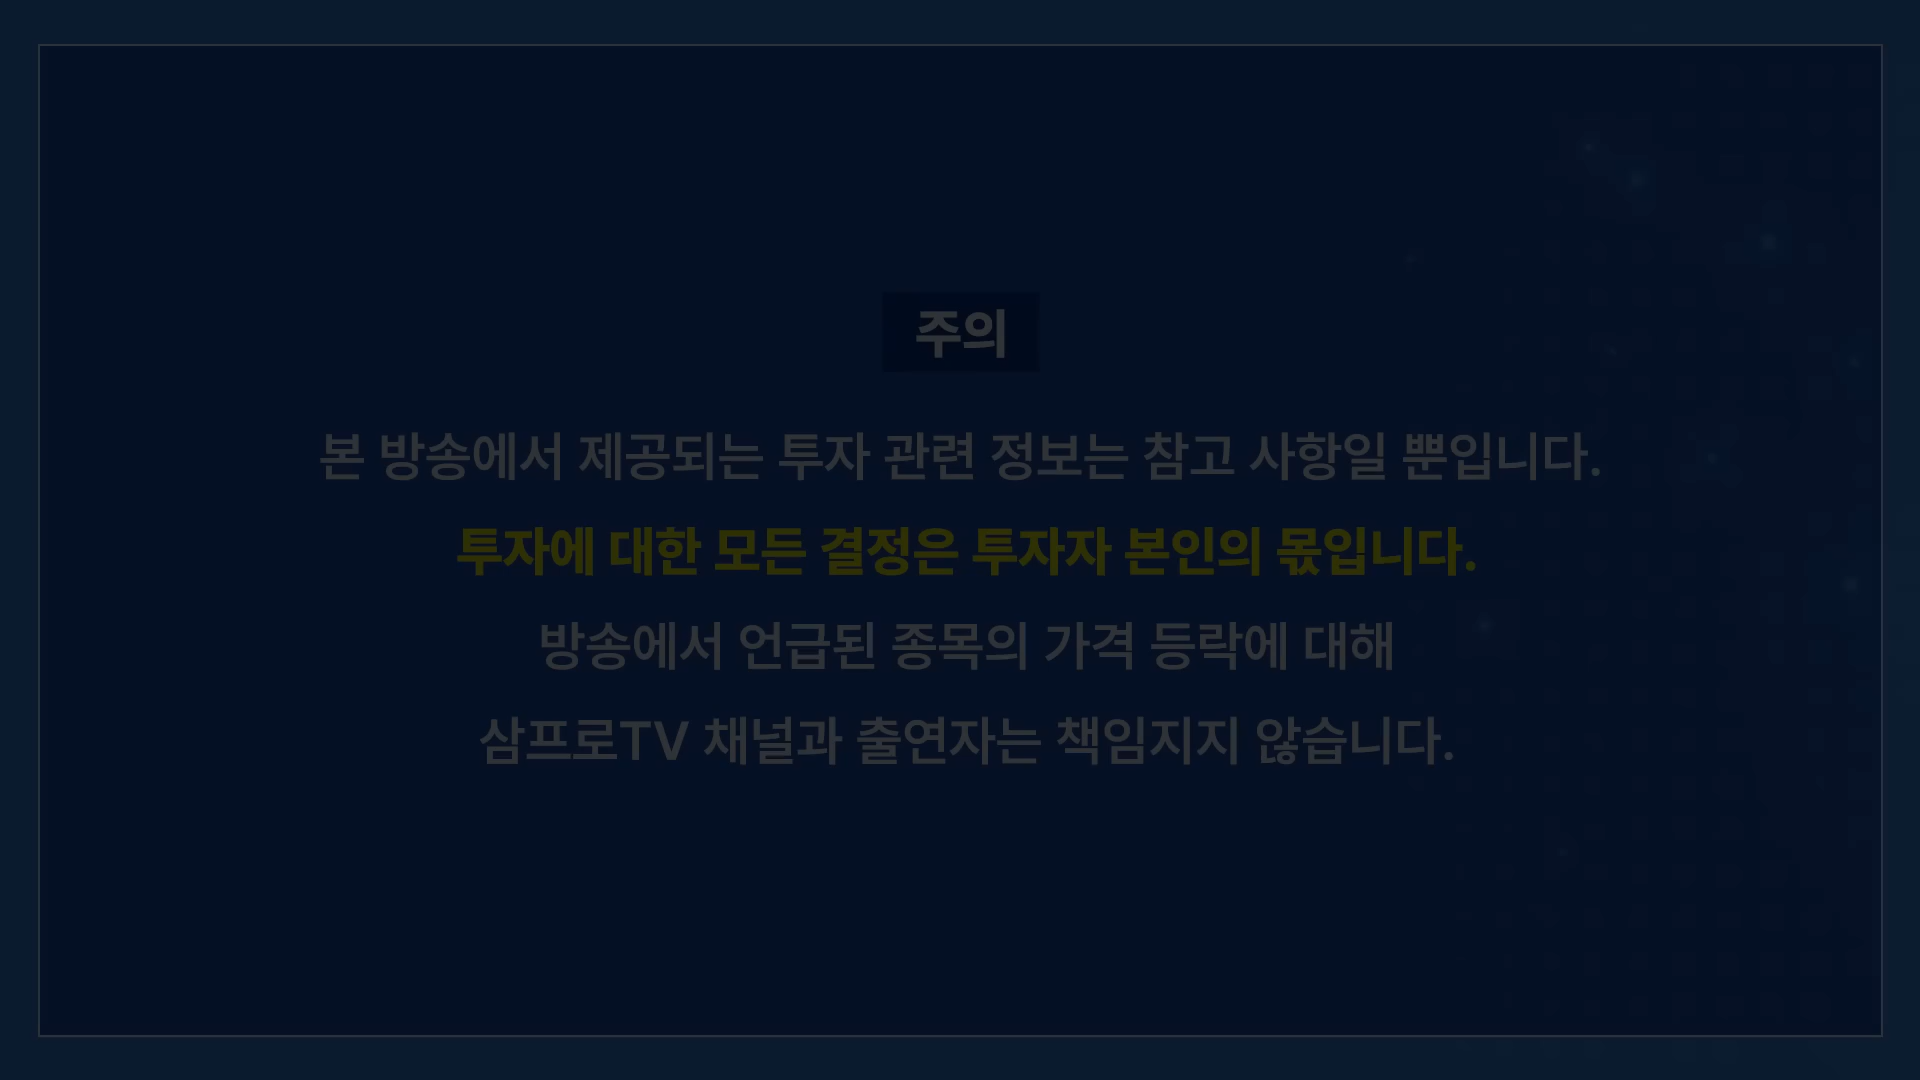 주의
본 방송에서 제공되는 투자 관련 정보는 참고 사항일 뿐입니다.
투자에 대한 모든 결정은 투자자 본인의 몫입니다.
방송에서 언급된 종목의 가격 등락에 대해
삼프로TV 채널과 출연자는 책임지지 않습니다.